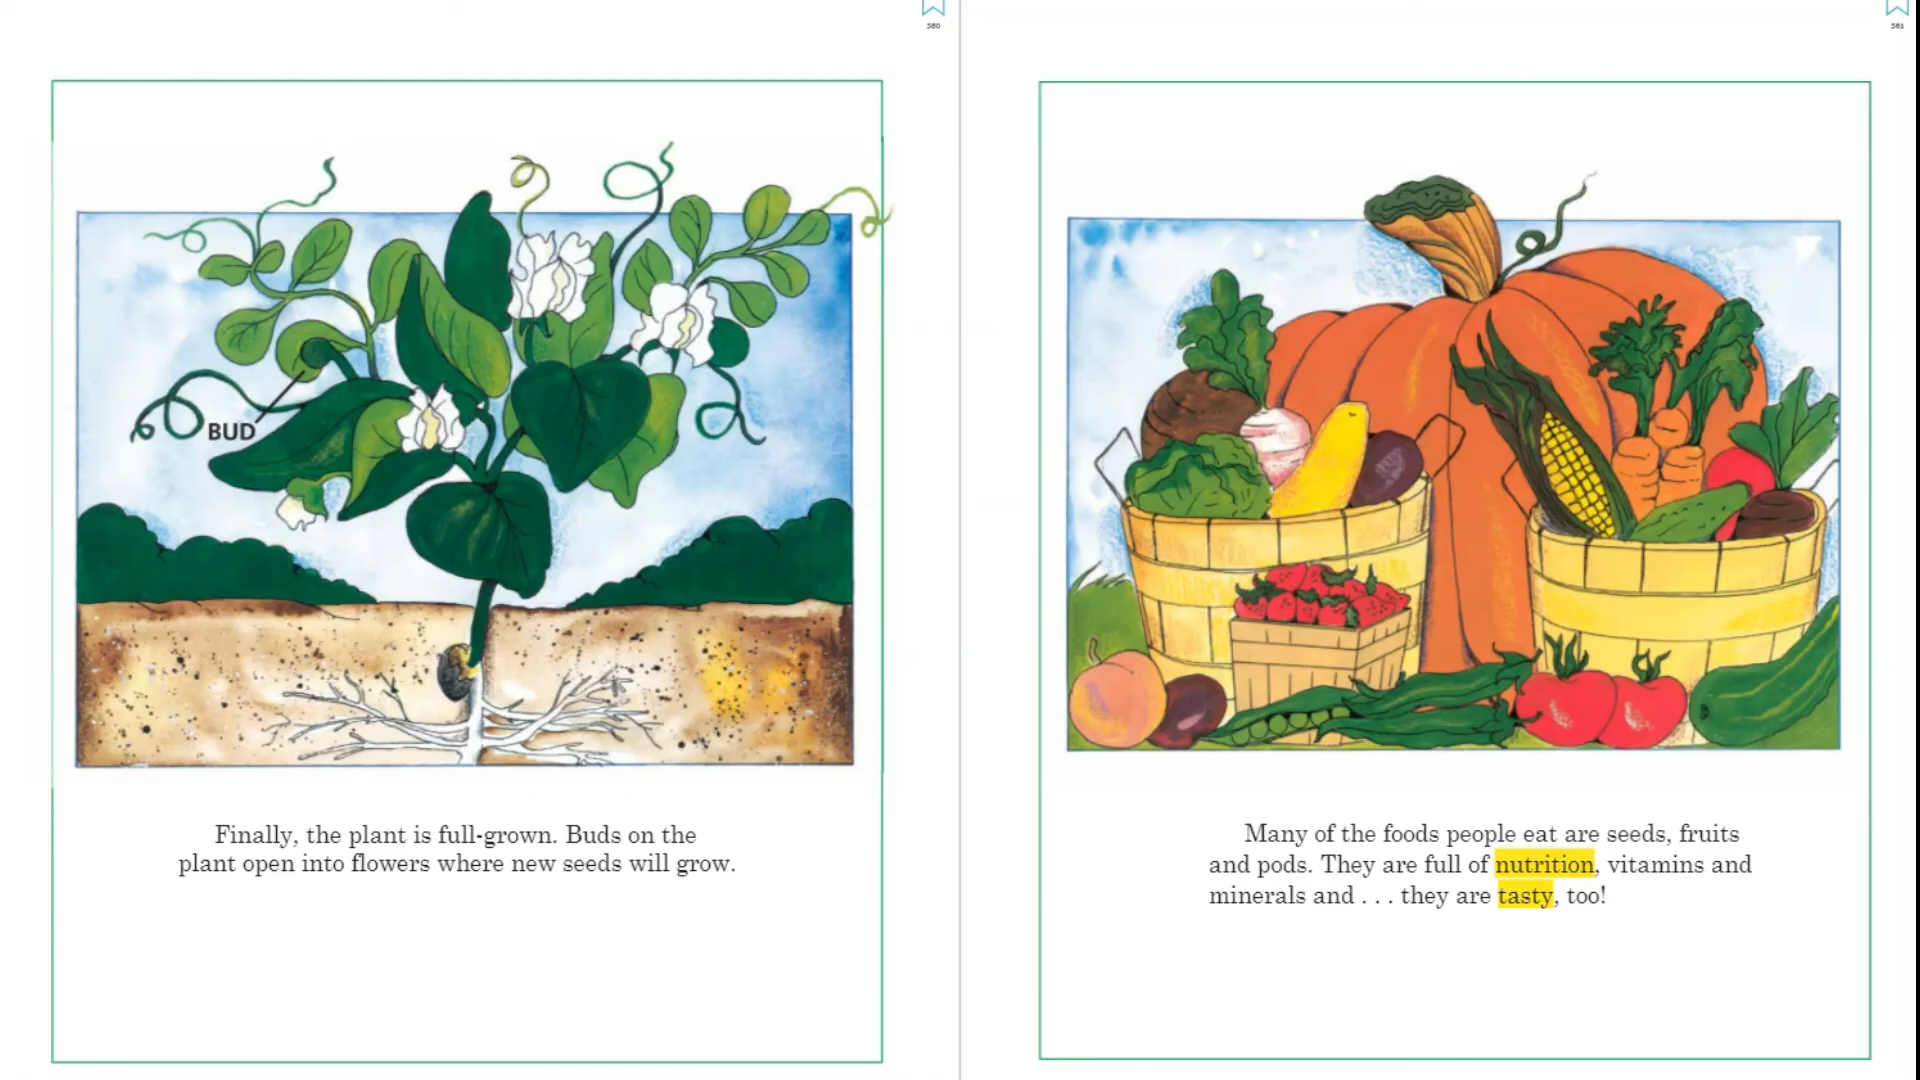 380
381
BUD
Finally, the plant is full-grown. Buds on the
plant open into flowers where new seeds will grow.
Many of the foods people eat are seeds, fruits
and pods. They are full of nutrition, vitamins and
minerals and . . . they are tasty, too!